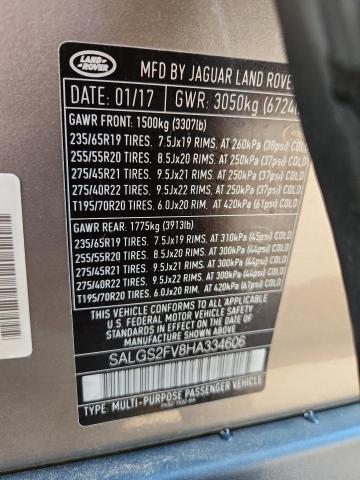 LAND ROVER
MFD BY JAGUAR LAND ROVE
DATE: 01/17 GWR: 3050kg (6724
GAWR FRONT: 1500kg (3307lb)
235/65R19 TIRES. 7.5Jx19 RIMS, AT 260kPa (38psi) COLD
255/55R20 TIRES. 8.5Jx20 RIMS, AT 250kPa (37psi) COLD
275/45R21 TIRES. 9.5Jx21 RIMS, AT 250kPa (37psi) COLD
275/40R22 TIRES. 9.5Jx22 RIMS, AT 250kPa (37psi) COLD
T195/70R20 TIRES. 6.0Jx20 RIM, AT 420kPa (61psi) COLD
GAWR REAR: 1775kg (3913lb)
235/65R19 TIRES. 7.5Jx19 RIMS, AT 310kPa (45psi) COLD
255/55R20 TIRES. 8.5Jx20 RIMS, AT 300kPa (44psi) COLD
275/45R21 TIRES. 9.5Jx21 RIMS, AT 300kPa (44psi) COLD
275/40R22 TIRES. 9.5Jx22 RIMS, AT 300kPa (44psi) COLD
T195/70R20 TIRES. 6.0Jx20 RIM, AT 420kPa (61psi) COLD
THIS VEHICLE CONFORMS TO ALL APPLICABLE
FEDERAL MOTOR VEHICLE SAFETY AND THEFT PREVENTION
STANDARDS IN EFFECT ON THE DATE OF
MANUFACTURE SHOWN ABOVE.
SALGS2FV8HA334606
TYPE: MULTI-PURPOSE PASSENGER VEHICLE